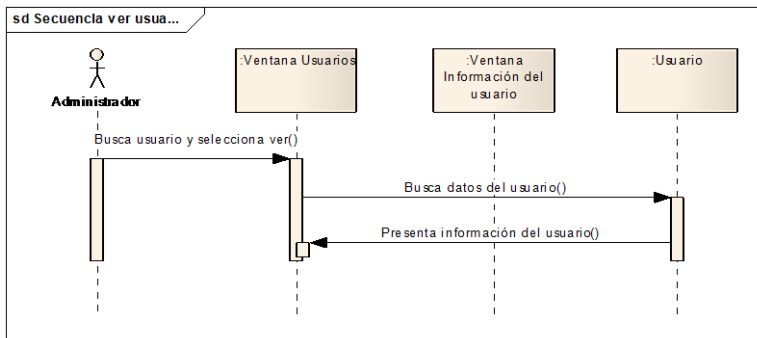 sd Secuencia ver usua...
Administrador
:Ventana Usuarios
:Ventana
Información del
usuario
:Usuario
Busca usuario y selecciona ver()
Busca datos del usuario()
Presenta información del usuario()